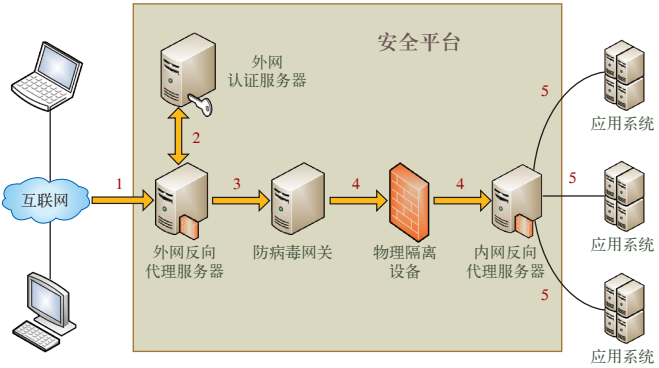 安全平台
外网
认证服务器
2
1
3
4
4
5
5
5
互联网
外网反向
代理服务器
防病毒网关
物理隔离
设备
内网反向
代理服务器
应用系统
应用系统
应用系统